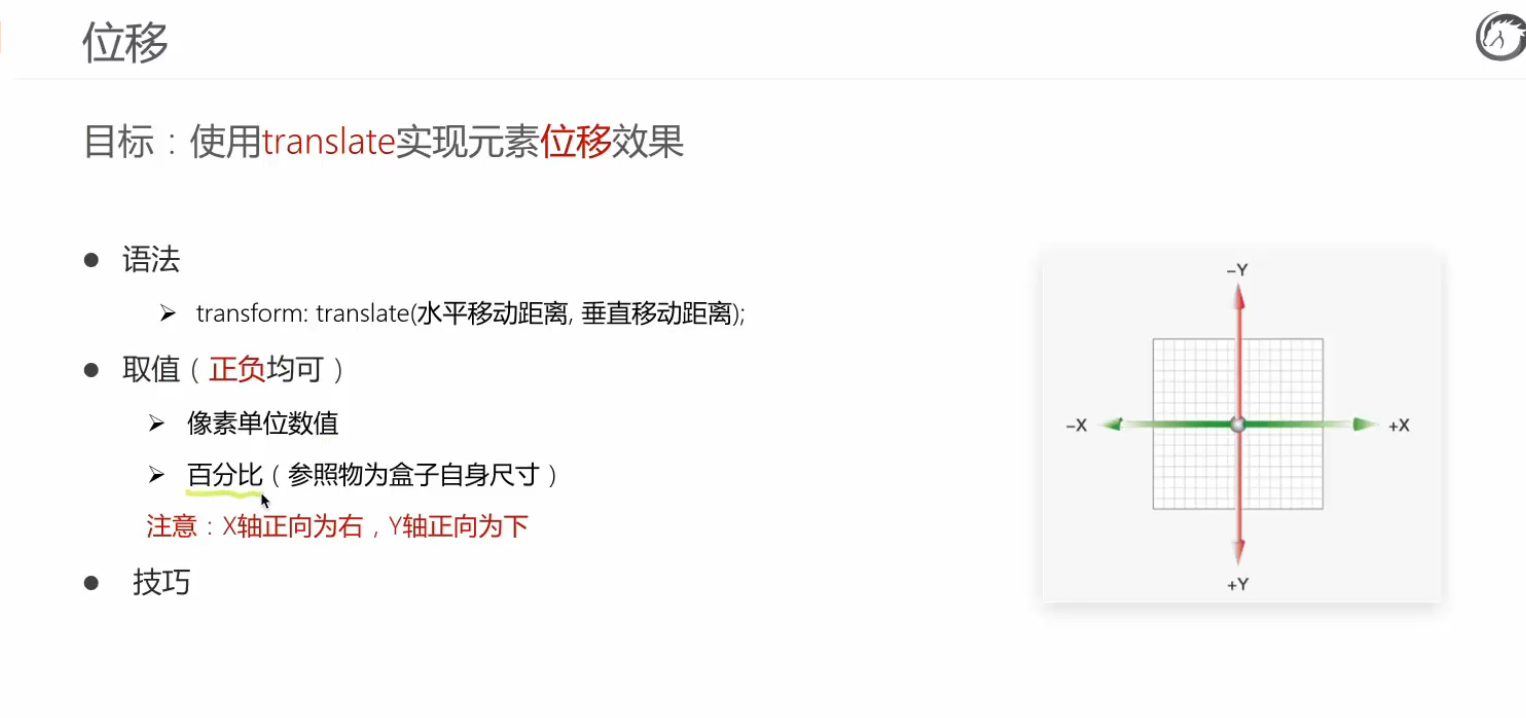 位移
目标：使用translate实现元素位移效果
● 语法
➢ transform: translate(水平移动距离, 垂直移动距离);
● 取值（正负均可）
➢ 像素单位数值
➢ 百分比（参照物为盒子自身尺寸）
注意：X轴正向为右，Y轴正向为下
● 技巧
-Y
-X
+X
+Y